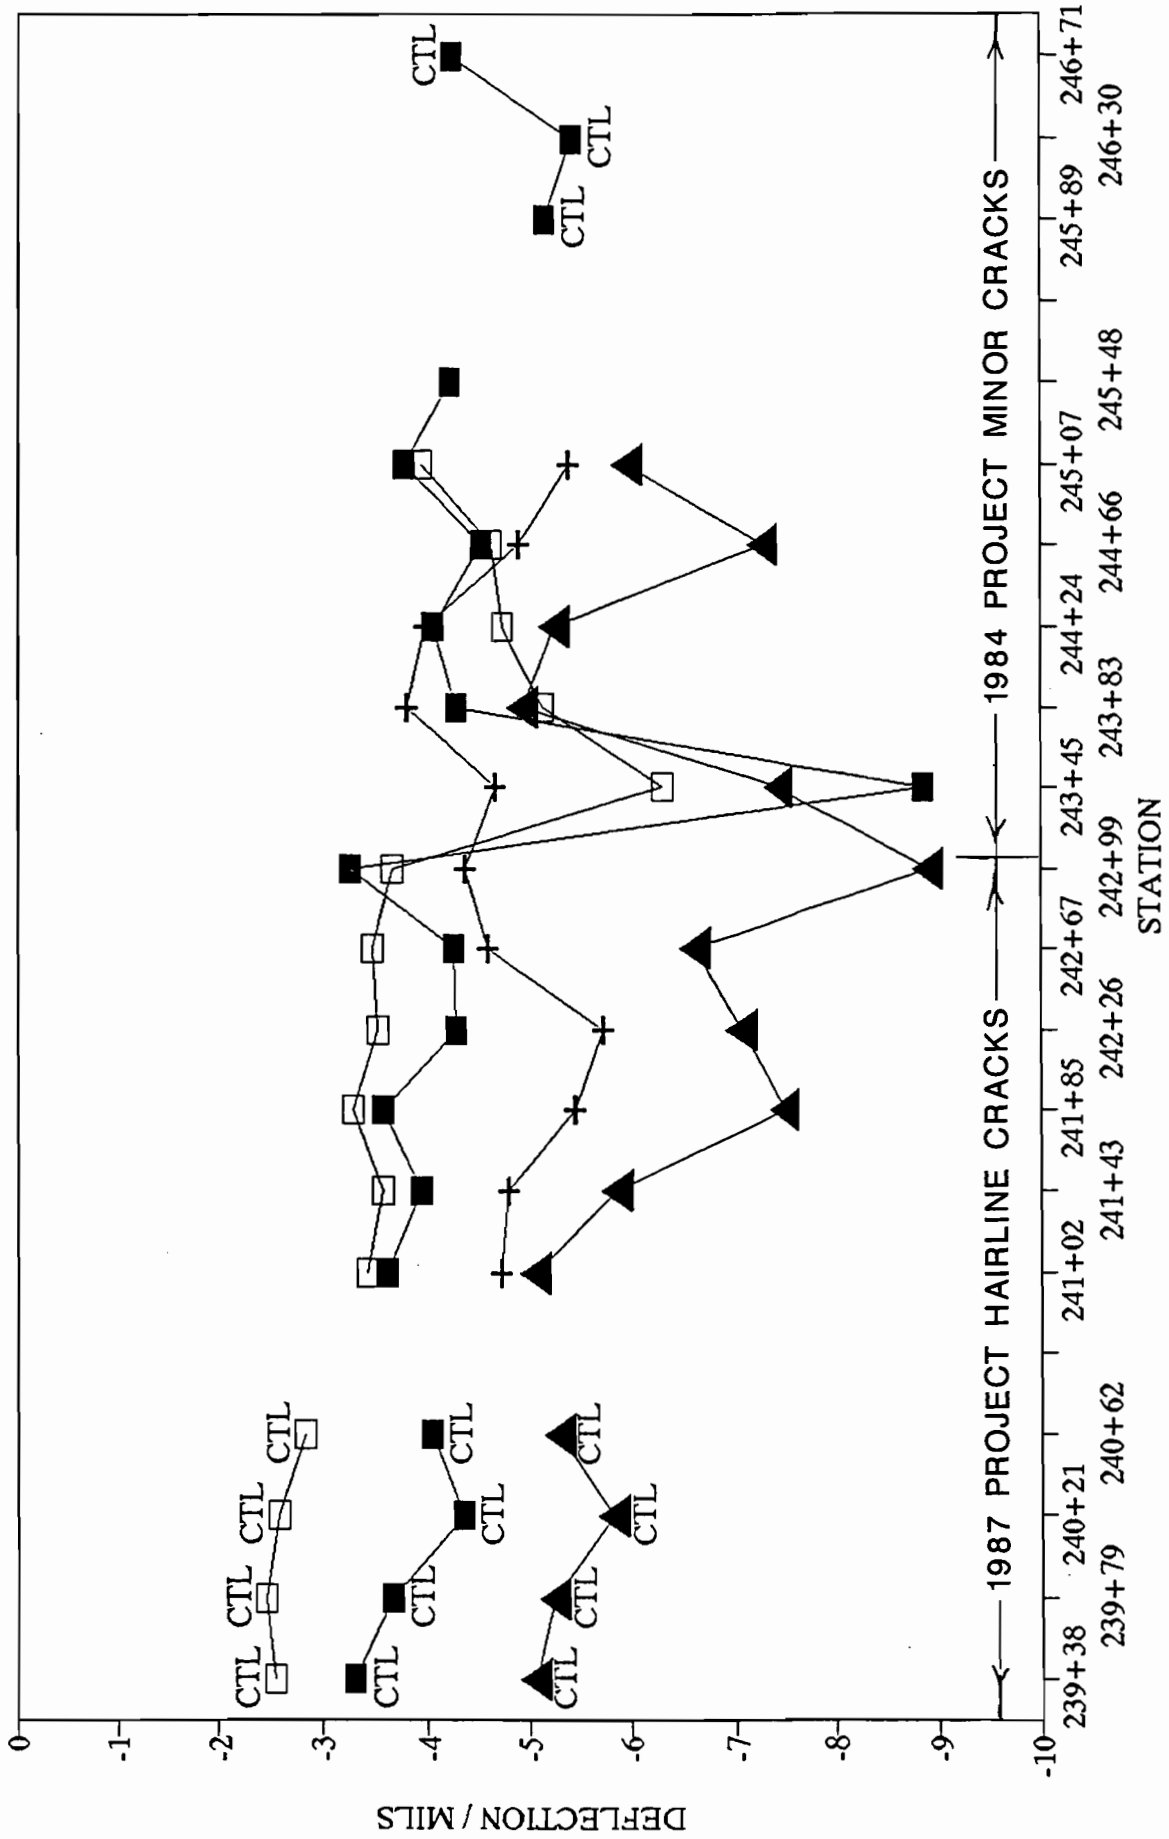 0
-1
-2
-3
-4
-5
-6
-7
-8
-9
-10
DEFLECTION / MILS
CTL CTL CTL CTL
CTL CTL CTL CTL
CTL CTL CTL CTL
CTL CTL CTL
1987 PROJECT HAIRLINE CRACKS
1984 PROJECT MINOR CRACKS
239+38 240+21 241+02 241+85 242+67 243+45 244+24 245+07 245+89 246+71
239+79 240+62 241+43 242+26 242+99 243+83 244+66 245+48 246+30
STATION